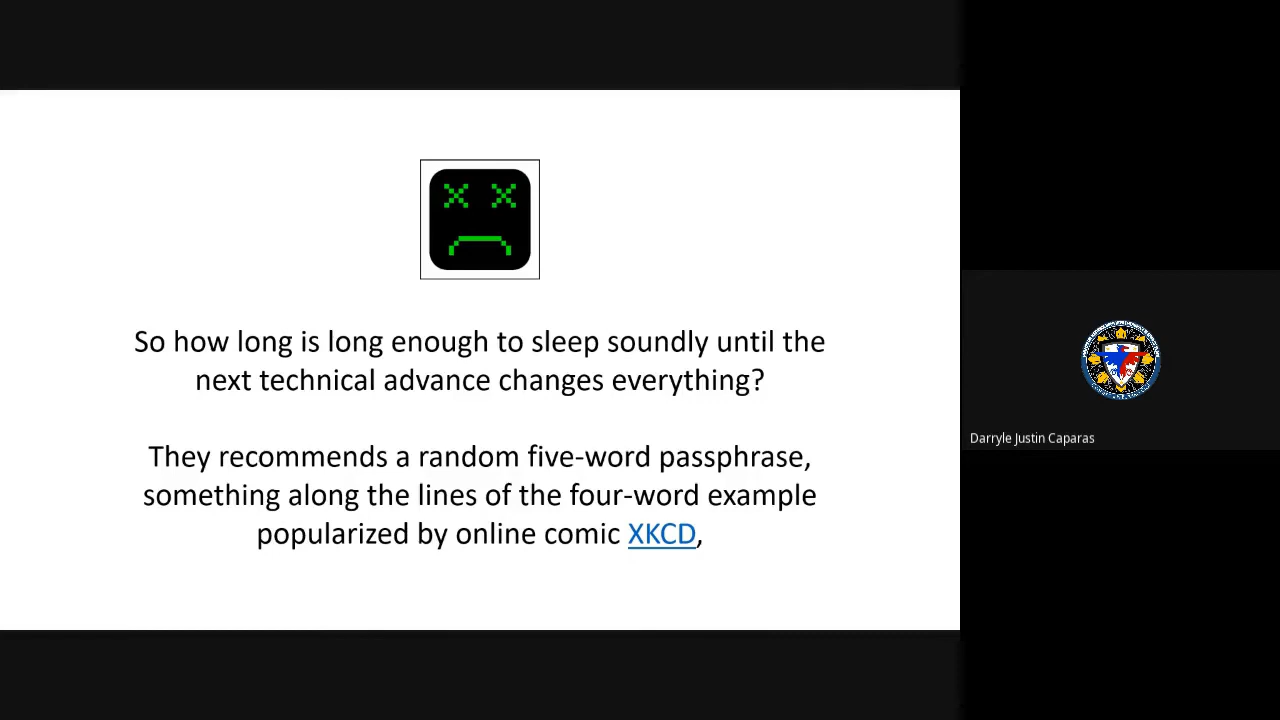 So how long is long enough to sleep soundly until the
next technical advance changes everything?
They recommends a random five-word passphrase,
something along the lines of the four-word example
popularized by online comic XKCD,
Darryle Justin Caparas